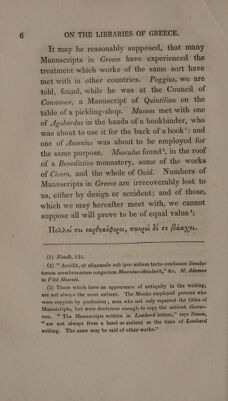 6 ON THE LIBRARIES OF GREECE.
It may be reasonably supposed, that many
Manuscripts in Greece have experienced the
treatment which works of the same sort have
met with in other countries. Poggius, we are
told, found, while he was at the Council of
Constance, a Manuscript of Quintilian on the
table of a pickling-shop. Masson met with one
of Agobardus in the hands of a bookbinder, who
was about to use it for the back of a book¹: and
one of Asconius was about to be employed for
the same purpose. Musculus found², in the roof
of a Benedictine monastery, some of the works
of Cicero, and the whole of Ovid. Numbers of
Manuscripts in Greece are irrecoverably lost to
us, either by design or accident; and of those,
which we may hereafter meet with, we cannot
suppose all will prove to be of equal value³;
Πολλοί τοι ναρθηκόφοροι, παυροι δέ τε βάκχοι.
(1) Naudé, 121.
(2) " Accidit, ut aliquando sub ipso ædium tecto confusam disscolu-
tarum membranarum congeriem Musculus offenderit," &c. M. Adamus
in Vitâ Musculi.
(3) Those which have an appearance of antiquity in the writing,
are not always the most antient. The Monks employed persons who
were copyists by profession; men who not only repaired the titles of
Manuscripts, but were dexterous enough to copy the antient charac-
ters. " The Manuscripts written in Lombard letters," says Simon,
" are not always from a hand as antient as the time of Lombard
writing. The same may be said of other works."